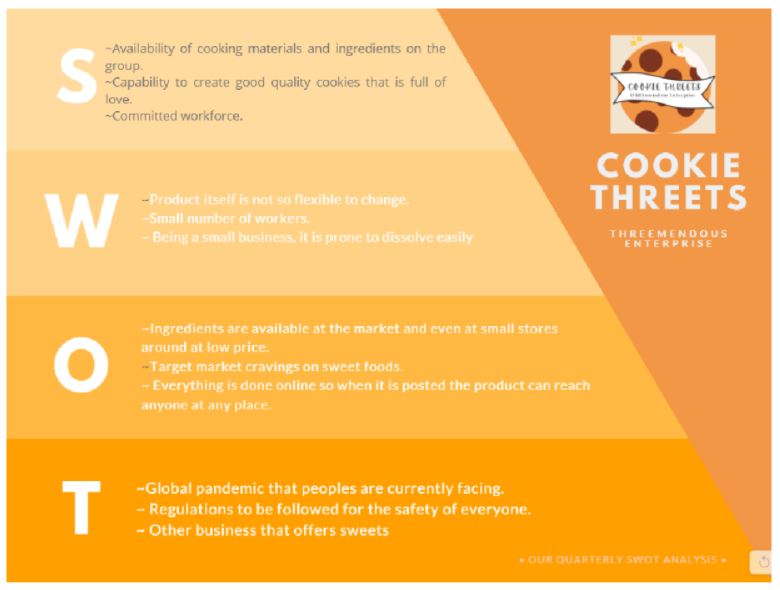 S
~Availability of cooking materials and ingredients on the
group.
~Capability to create good quality cookies that is full of
love.
~Committed workforce.
COOKIE THREETS
COOKIE
THREETS
THREEMENDOUS
ENTERPRISE
W
~Product itself is not so flexible to change.
~Small number of workers.
~ Being a small business, it is prone to dissolve easily
O
~Ingredients are available at the market and even at small stores
around at low price.
~Target market cravings on sweet foods.
~ Everything is done online so when it is posted the product can reach
anyone at any place.
T
~Global pandemic that peoples are currently facing.
~ Regulations to be followed for the safety of everyone.
~ Other business that offers sweets
• OUR QUARTERLY SWOT ANALYSIS •